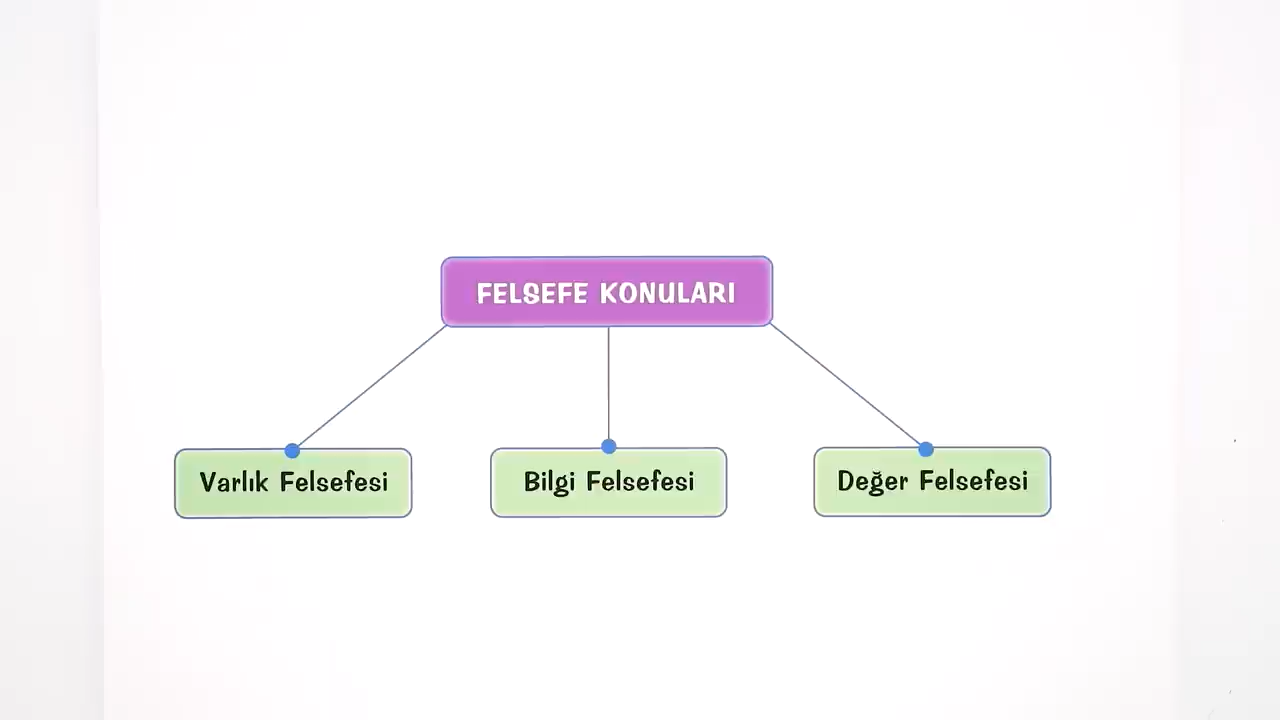 FELSEFE KONULARI
Varlık Felsefesi
Bilgi Felsefesi
Değer Felsefesi